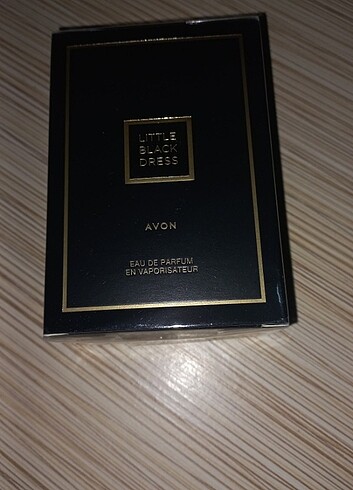 LITTLE
BLACK
DRESS
AVON
EAU DE PARFUM
EN VAPORISATEUR